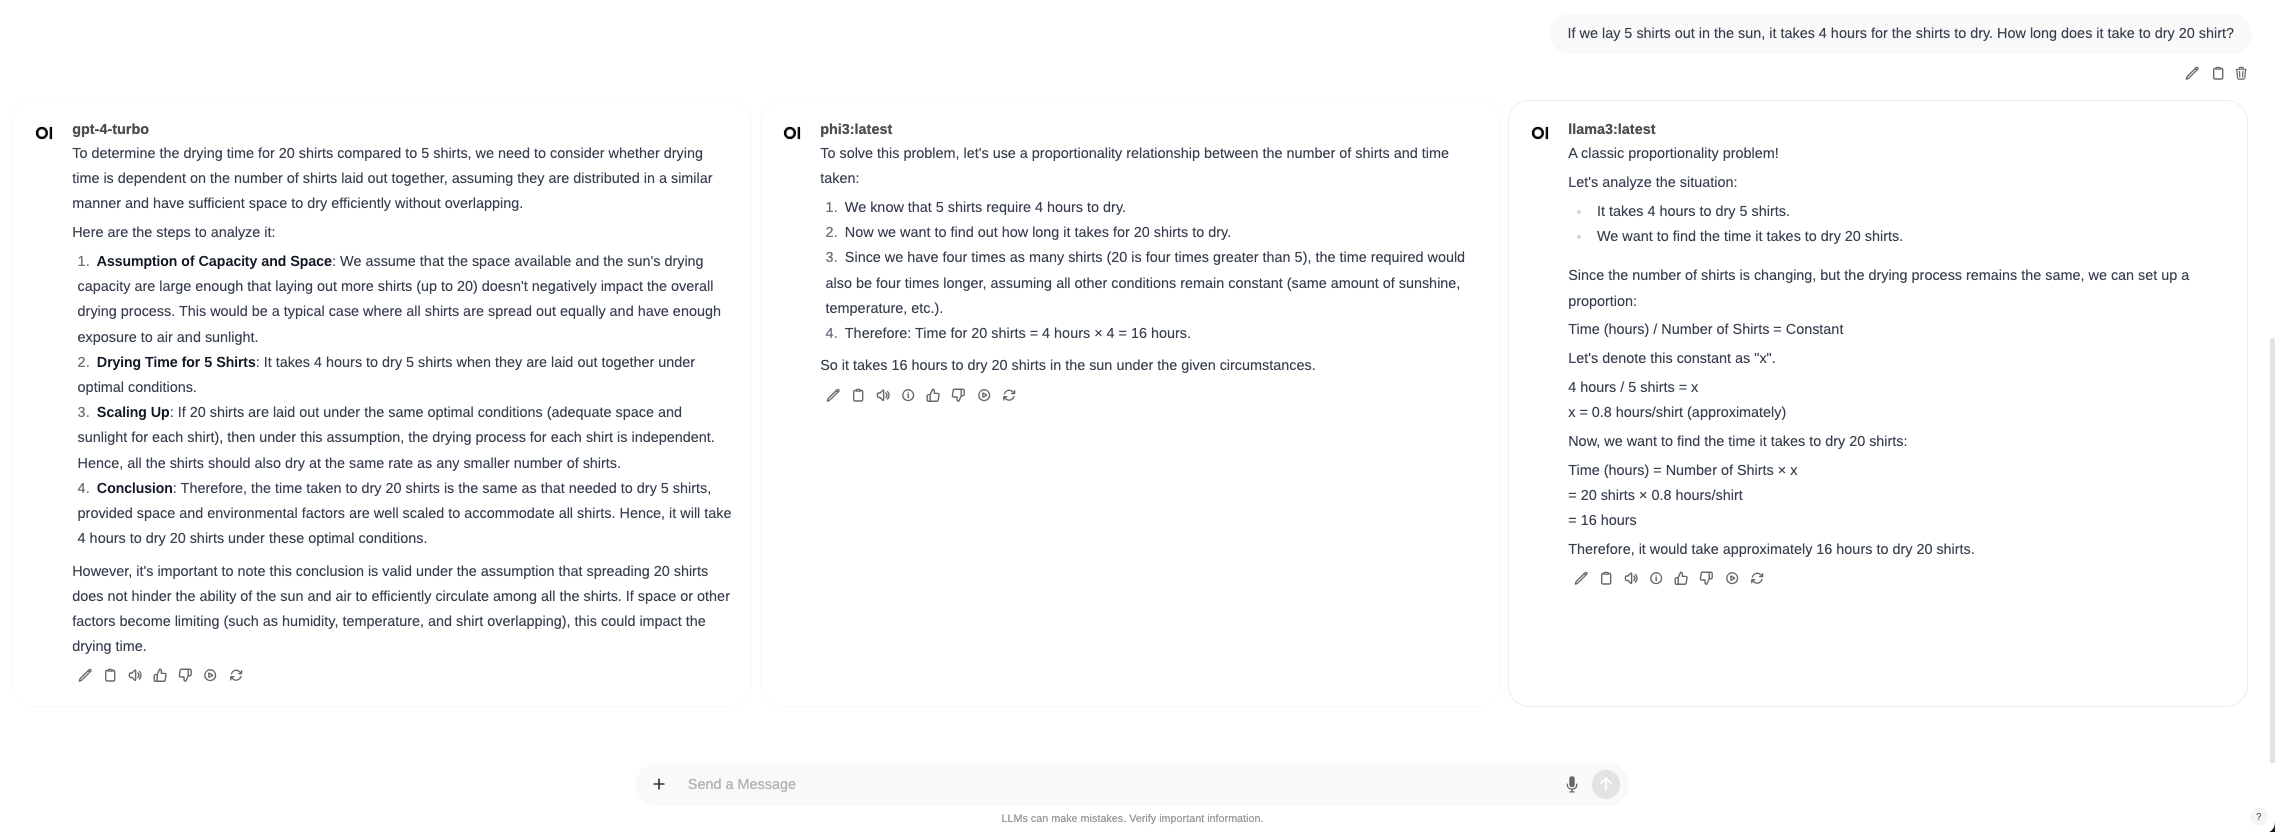 If we lay 5 shirts out in the sun, it takes 4 hours for the shirts to dry. How long does it take to dry 20 shirt?
OI
gpt-4-turbo
To determine the drying time for 20 shirts compared to 5 shirts, we need to consider whether drying
time is dependent on the number of shirts laid out together, assuming they are distributed in a similar
manner and have sufficient space to dry efficiently without overlapping.
Here are the steps to analyze it:
1. Assumption of Capacity and Space: We assume that the space available and the sun's drying
capacity are large enough that laying out more shirts (up to 20) doesn't negatively impact the overall
drying process. This would be a typical case where all shirts are spread out equally and have enough
exposure to air and sunlight.
2. Drying Time for 5 Shirts: It takes 4 hours to dry 5 shirts when they are laid out together under
optimal conditions.
3. Scaling Up: If 20 shirts are laid out under the same optimal conditions (adequate space and
sunlight for each shirt), then under this assumption, the drying process for each shirt is independent.
Hence, all the shirts should also dry at the same rate as any smaller number of shirts.
4. Conclusion: Therefore, the time taken to dry 20 shirts is the same as that needed to dry 5 shirts,
provided space and environmental factors are well scaled to accommodate all shirts. Hence, it will take
4 hours to dry 20 shirts under these optimal conditions.
However, it's important to note this conclusion is valid under the assumption that spreading 20 shirts
does not hinder the ability of the sun and air to efficiently circulate among all the shirts. If space or other
factors become limiting (such as humidity, temperature, and shirt overlapping), this could impact the
drying time.
OI
phi3:latest
To solve this problem, let's use a proportionality relationship between the number of shirts and time
taken:
1. We know that 5 shirts require 4 hours to dry.
2. Now we want to find out how long it takes for 20 shirts to dry.
3. Since we have four times as many shirts (20 is four times greater than 5), the time required would
also be four times longer, assuming all other conditions remain constant (same amount of sunshine,
temperature, etc.).
4. Therefore: Time for 20 shirts = 4 hours × 4 = 16 hours.
So it takes 16 hours to dry 20 shirts in the sun under the given circumstances.
OI
llama3:latest
A classic proportionality problem!
Let's analyze the situation:
• It takes 4 hours to dry 5 shirts.
• We want to find the time it takes to dry 20 shirts.
Since the number of shirts is changing, but the drying process remains the same, we can set up a
proportion:
Time (hours) / Number of Shirts = Constant
Let's denote this constant as "x".
4 hours / 5 shirts = x
x = 0.8 hours/shirt (approximately)
Now, we want to find the time it takes to dry 20 shirts:
Time (hours) = Number of Shirts × x
= 20 shirts × 0.8 hours/shirt
= 16 hours
Therefore, it would take approximately 16 hours to dry 20 shirts.
Send a Message
LLMs can make mistakes. Verify important information.
?